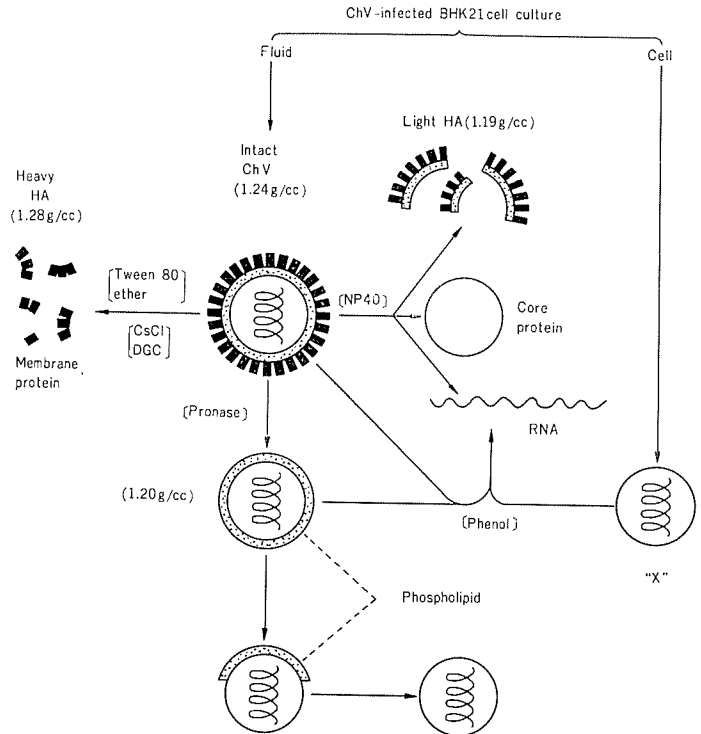 ChV-infected BHK21 cell culture
Fluid
Cell
Light HA (1.19g/cc)
Intact
ChV
(1.24g/cc)
Heavy
HA
(1.28g/cc)
[Tween 80]
ether
[CsCl]
DGC
Membrane
protein
[NP40]
Core
protein
RNA
[Pronase]
(1.20g/cc)
[Phenol]
"X"
Phospholipid